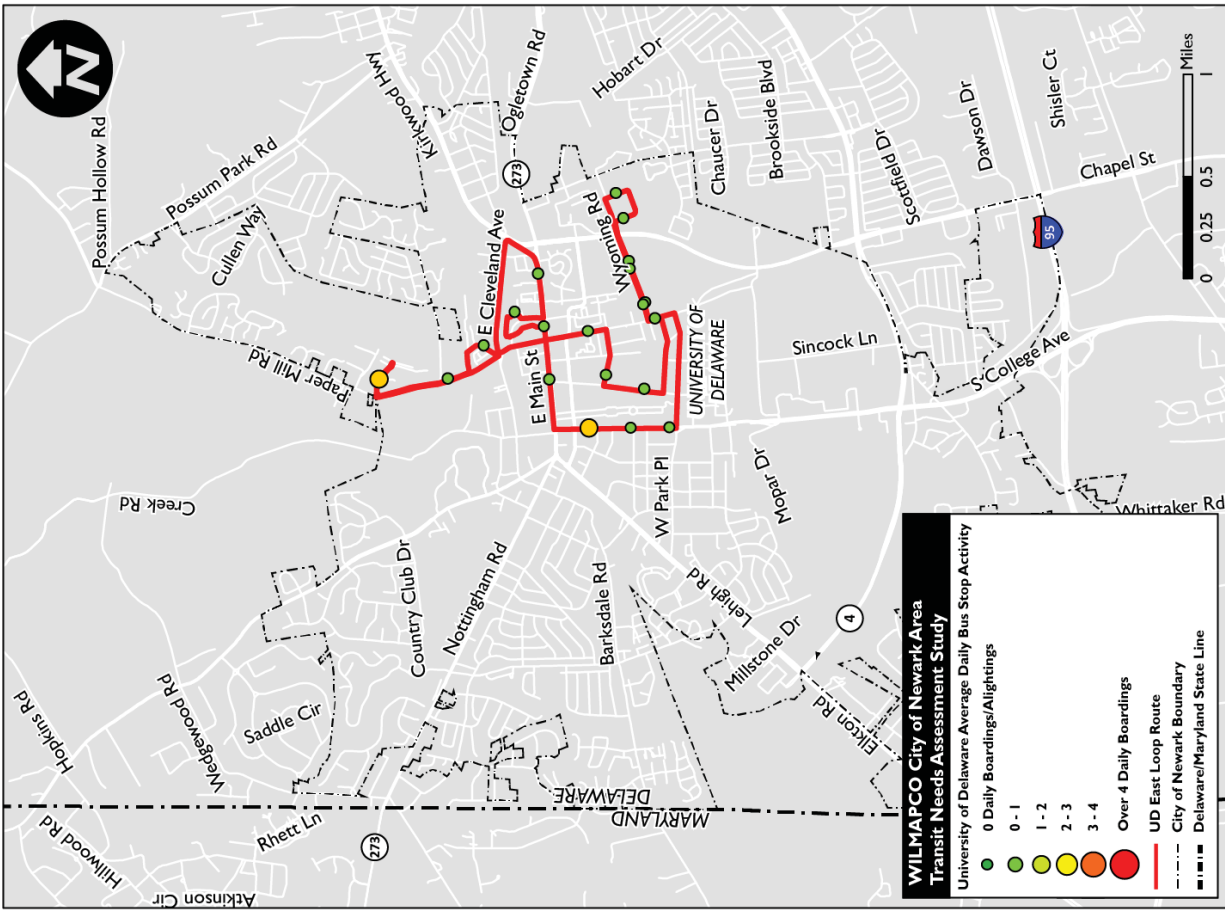 N
Possum Hollow Rd
Possum Park Rd
Cullen Way
Kirkwood Hwy
Ogletown Rd
273
Hobart Dr
Chaucer Dr
Brookside Blvd
Scottfield Dr
Dawson Dr
Shisler Ct
Chapel St
95
Miles
0 0.25 0.5 1
Paper Mill Rd
E Cleveland Ave
Wyoming Rd
E Main St
UNIVERSITY OF
DELAWARE
Sincock Ln
S College Ave
Creek Rd
W Park Pl
Mopar Dr
Whittaker Rd
Country Club Dr
Nottingham Rd
Barksdale Rd
Lehigh Rd
Millstone Dr
4
Elkton Rd
Hopkins Rd
Wedgewood Rd
Saddle Cir
DELAWARE
MARYLAND
Hillwood Rd
Rhett Ln
273
Atkinson Cir
WILMAPCO City of Newark Area
Transit Needs Assessment Study
University of Delaware Average Daily Bus Stop Activity
0 Daily Boardings/Alightings
0 - 1
1 - 2
2 - 3
3 - 4
Over 4 Daily Boardings
UD East Loop Route
City of Newark Boundary
Delaware/Maryland State Line